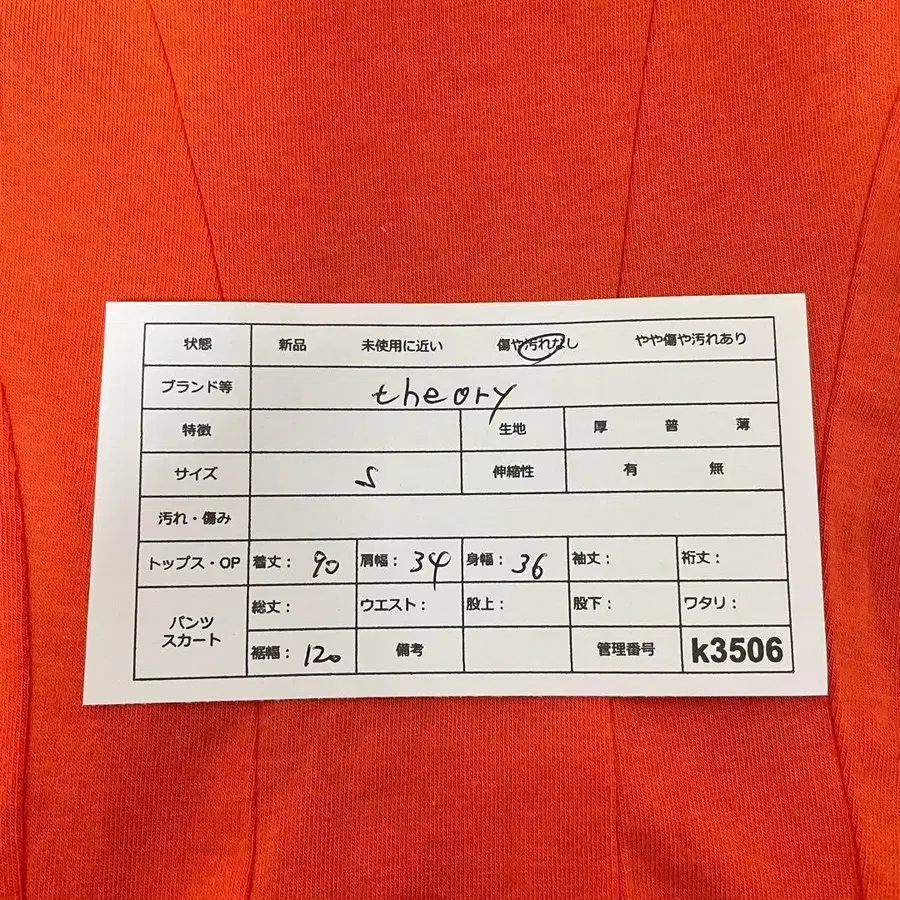 状態 新品 未使用に近い 傷や汚れなし やや傷や汚れあり
ブランド等 theory
特徴 生地 厚 普 薄
サイズ S 伸縮性 有 無
汚れ・傷み
トップス・OP 着丈: 90 肩幅: 34 身幅: 36 袖丈: 裄丈:
パンツ スカート 総丈: ウエスト: 股上: 股下: ワタリ:
裾幅: 120 備考 管理番号 k3506